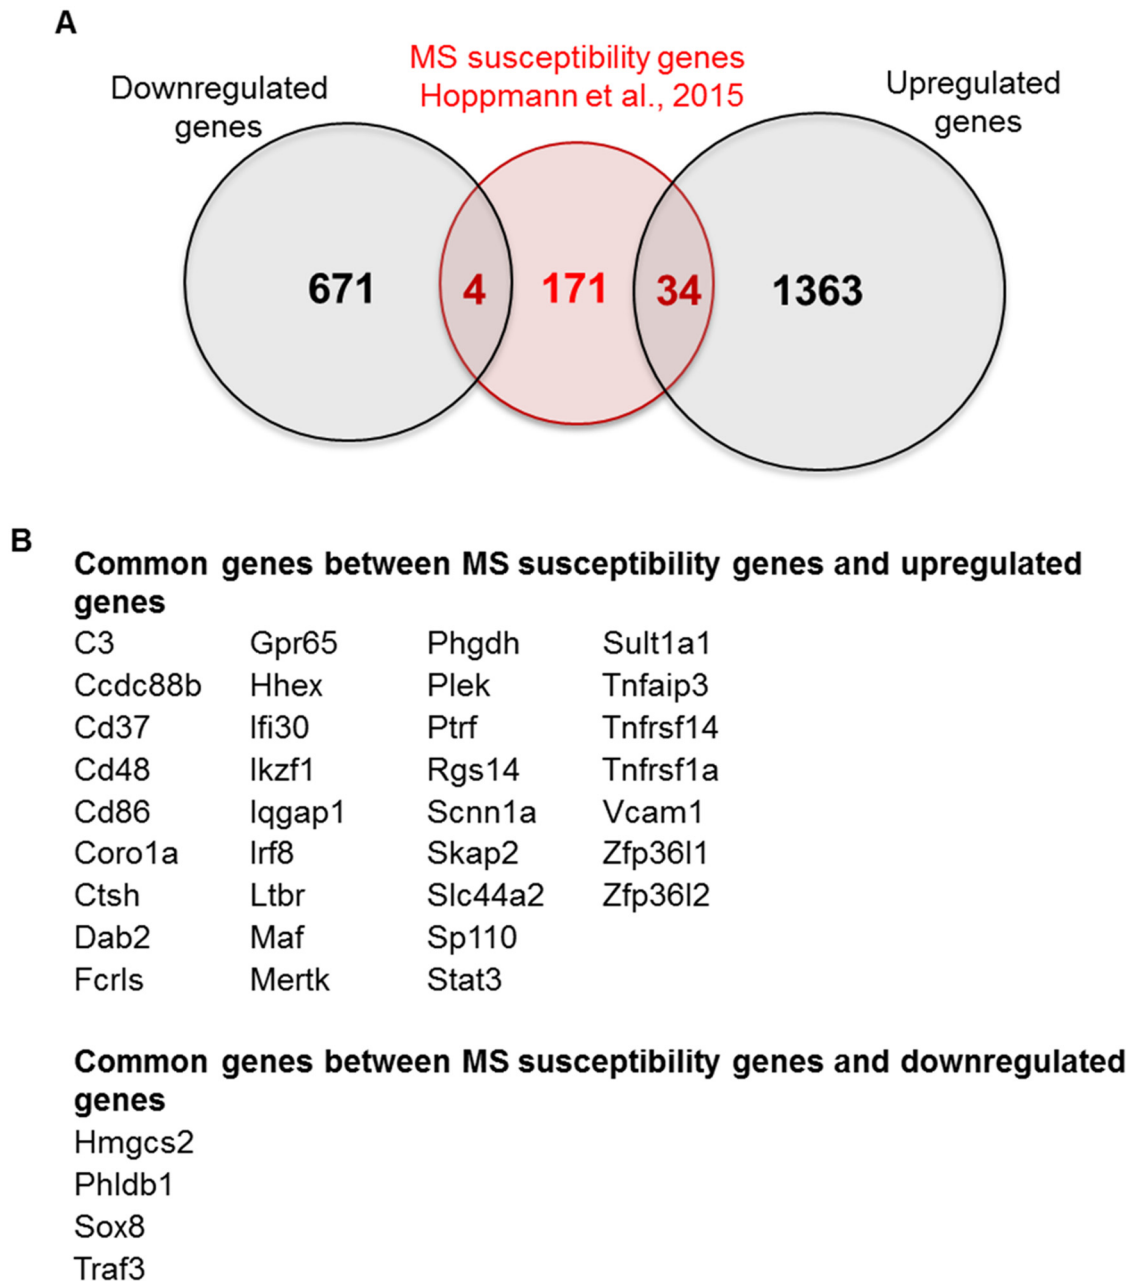 A
MS susceptibility genes
Hoppmann et al., 2015
Downregulated
genes
Upregulated
genes
671
4
171
34
1363
B
Common genes between MS susceptibility genes and upregulated
genes
C3 Gpr65 Phgdh Sult1a1
Ccdc88b Hhex Plek Tnfaip3
Cd37 Ifi30 Ptrf Tnfrsf14
Cd48 Ikzf1 Rgs14 Tnfrsf1a
Cd86 Iqgap1 Scnn1a Vcam1
Coro1a Irf8 Skap2 Zfp36l1
Ctsh Ltbr Slc44a2 Zfp36l2
Dab2 Maf Sp110
Fcrls Mertk Stat3
Common genes between MS susceptibility genes and downregulated
genes
Hmgcs2
Phldb1
Sox8
Traf3